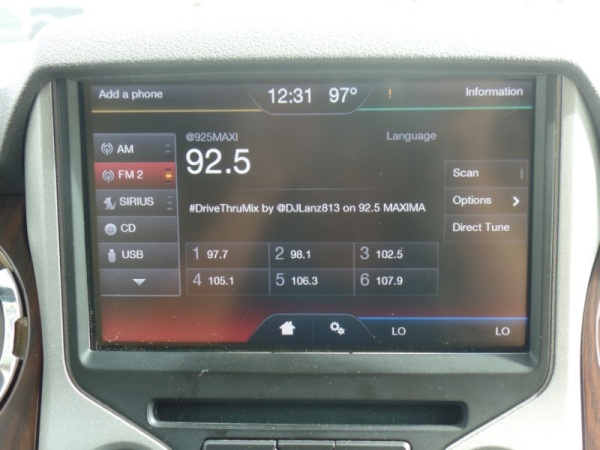 Add a phone
12:31 97° !
Information
@925MAXI
Language
92.5
#DriveThruMix by @DJLanz813 on 92.5 MAXIMA
AM
FM 2
SIRIUS
CD
USB
Scan
Options >
Direct Tune
1 97.7
2 98.1
3 102.5
4 105.1
5 106.3
6 107.9
LO
LO